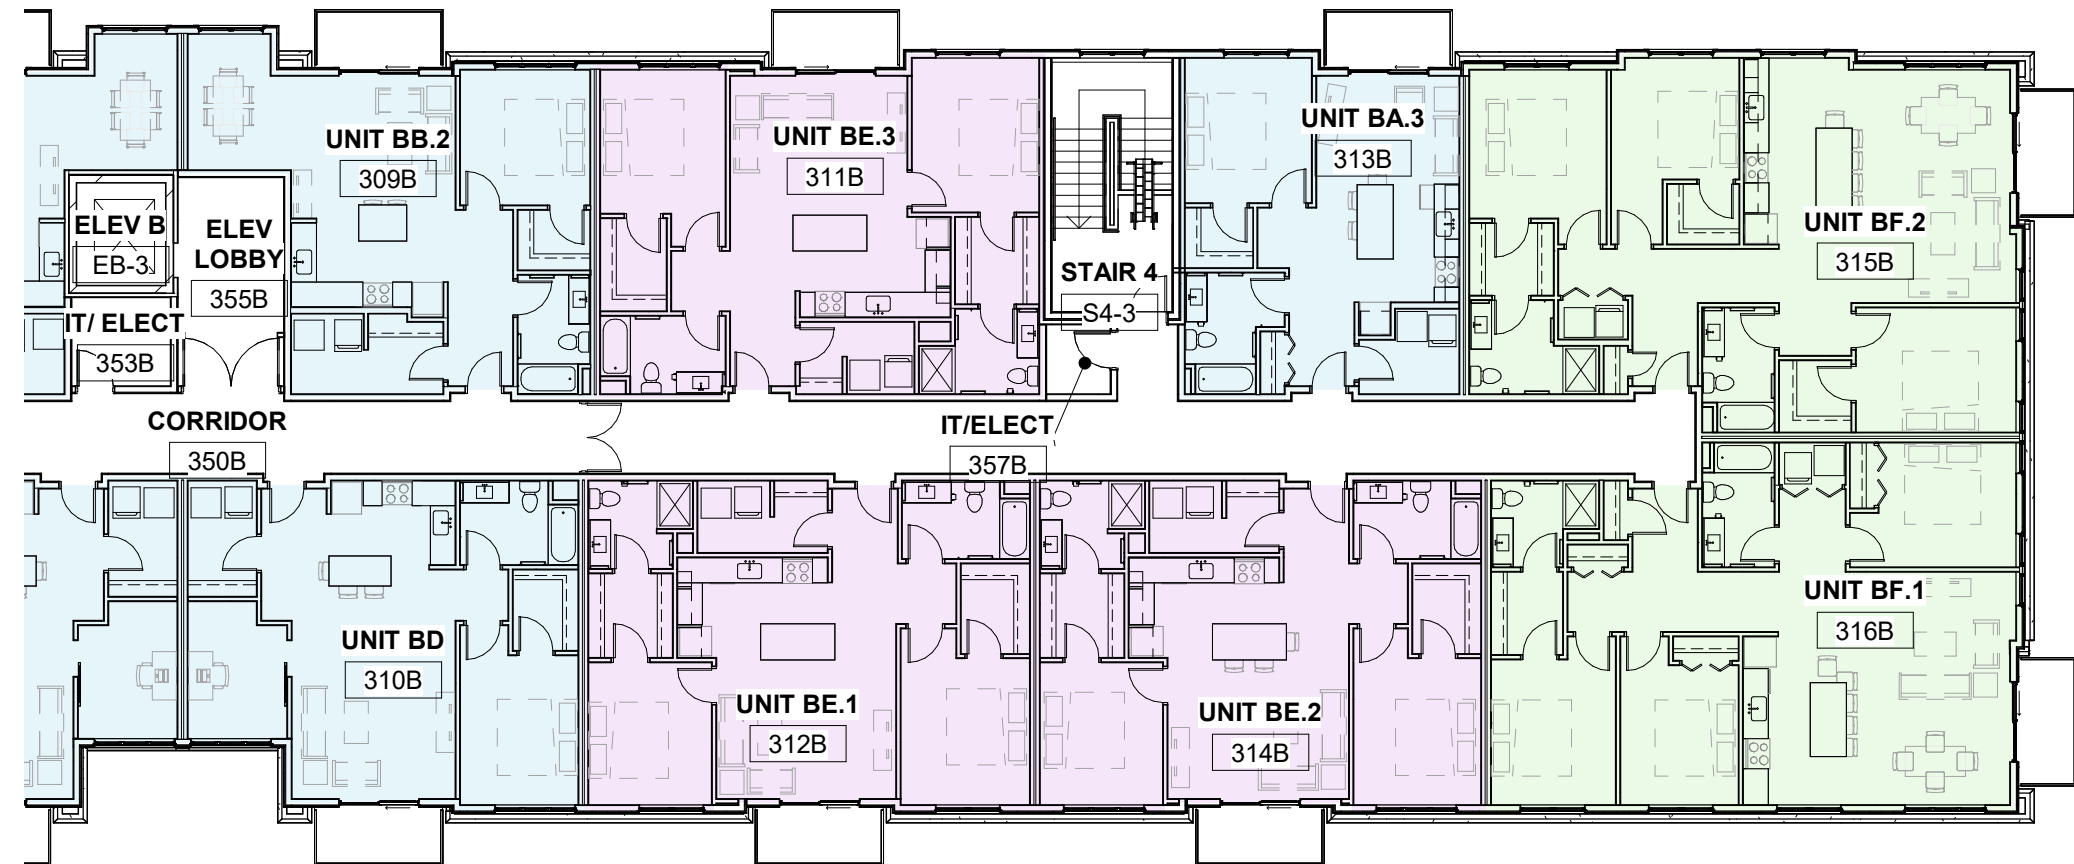 UNIT BB.2
309B
UNIT BE.3
311B
UNIT BA.3
313B
UNIT BF.2
315B
ELEV B
EB-3
ELEV
LOBBY
355B
STAIR 4
S4-3
IT/ ELECT
353B
CORRIDOR
350B
IT/ELECT
357B
UNIT BD
310B
UNIT BE.1
312B
UNIT BE.2
314B
UNIT BF.1
316B